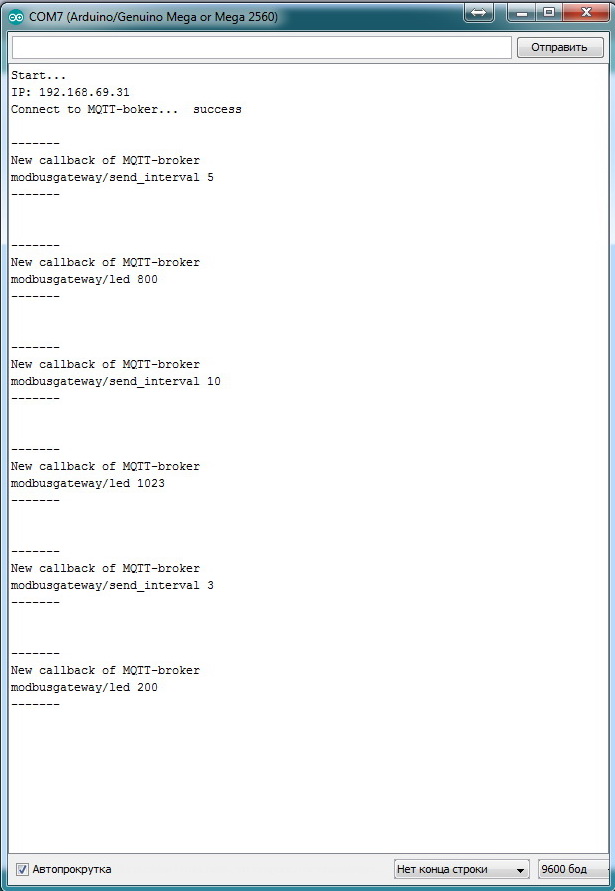 COM7 (Arduino/Genuino Mega or Mega 2560)
Отправить
Start...
IP: 192.168.69.31
Connect to MQTT-boker...  success
-------
New callback of MQTT-broker
modbusgateway/send_interval 5
-------
-------
New callback of MQTT-broker
modbusgateway/led 800
-------
-------
New callback of MQTT-broker
modbusgateway/send_interval 10
-------
-------
New callback of MQTT-broker
modbusgateway/led 1023
-------
-------
New callback of MQTT-broker
modbusgateway/send_interval 3
-------
-------
New callback of MQTT-broker
modbusgateway/led 200
-------
Автопрокрутка
Нет конца строки
9600 бод